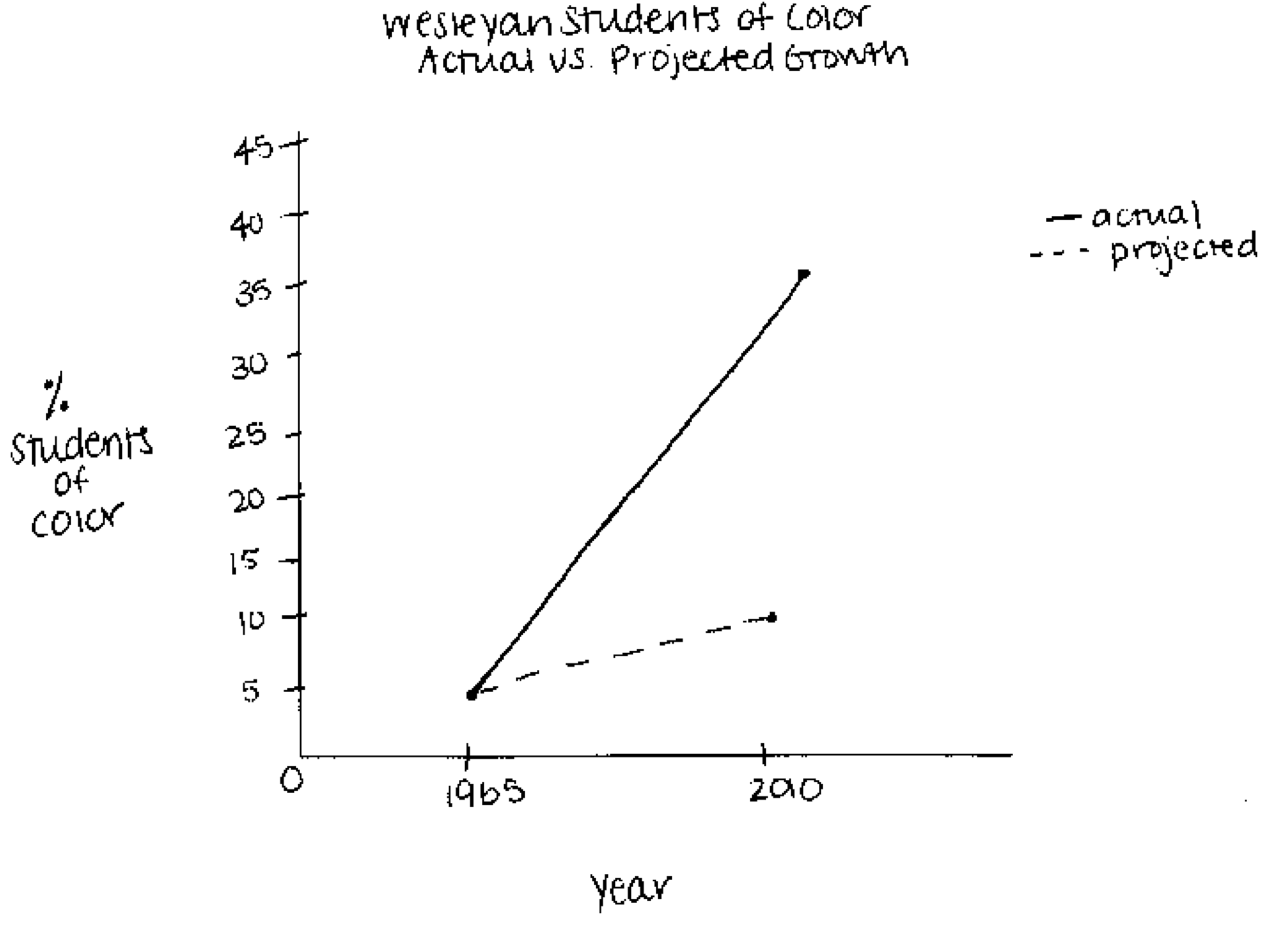 Wesleyan Students of Color
Actual vs. Projected Growth
45
40
35
30
25
20
15
10
5
0
%
Students
of
color
actual
projected
1965
2010
Year